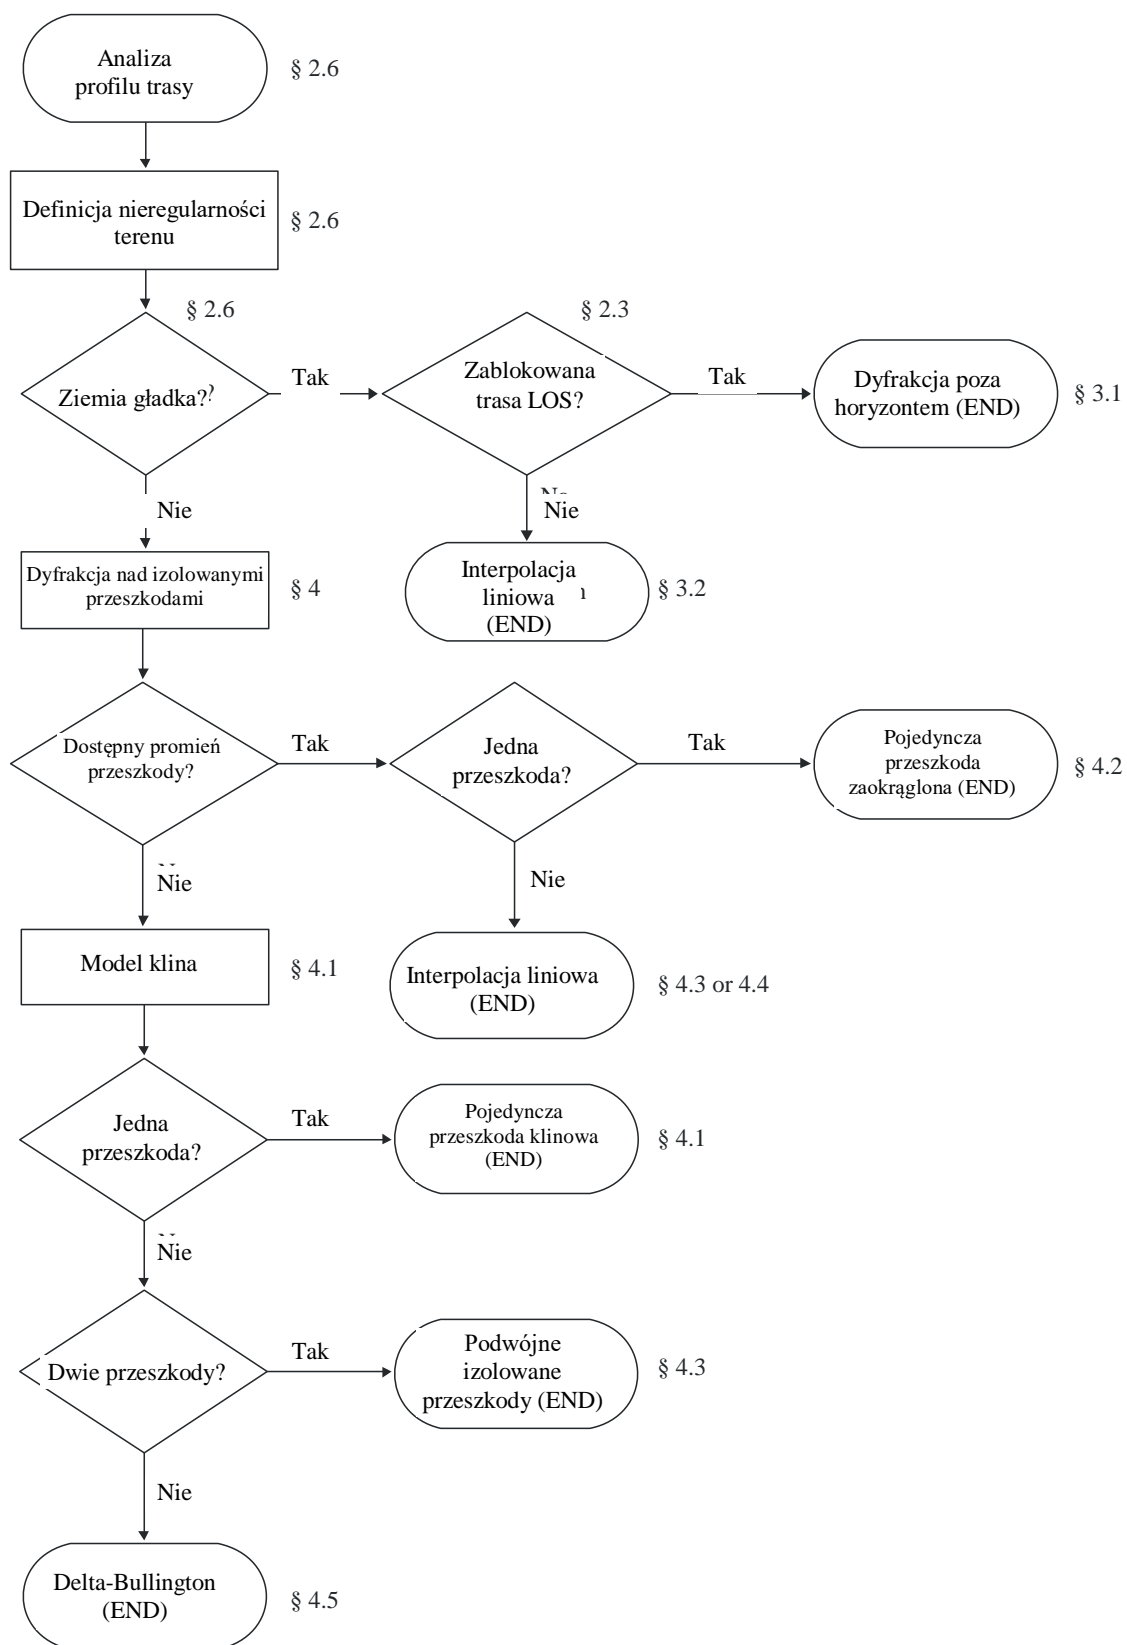 Analiza
profilu trasy
§ 2.6
Definicja nieregularności
terenu
§ 2.6
§ 2.6
Ziemia gładka?
Tak
§ 2.3
Zablokowana
trasa LOS?
Tak
Dyfrakcja poza
horyzontem (END)
§ 3.1
Nie
Nie
Dyfrakcja nad izolowanymi
przeszkodami
§ 4
Interpolacja
liniowa
(END)
§ 3.2
Dostępny promień
przeszkody?
Tak
Jedna
przeszkoda?
Tak
Pojedyncza
przeszkoda
zaokrąglona (END)
§ 4.2
Nie
Nie
Model klina
§ 4.1
Interpolacja liniowa
(END)
§ 4.3 or 4.4
Jedna
przeszkoda?
Tak
Pojedyncza
przeszkoda klinowa
(END)
§ 4.1
Nie
Dwie przeszkody?
Tak
Podwójne
izolowane
przeszkody (END)
§ 4.3
Nie
Delta-Bullington
(END)
§ 4.5